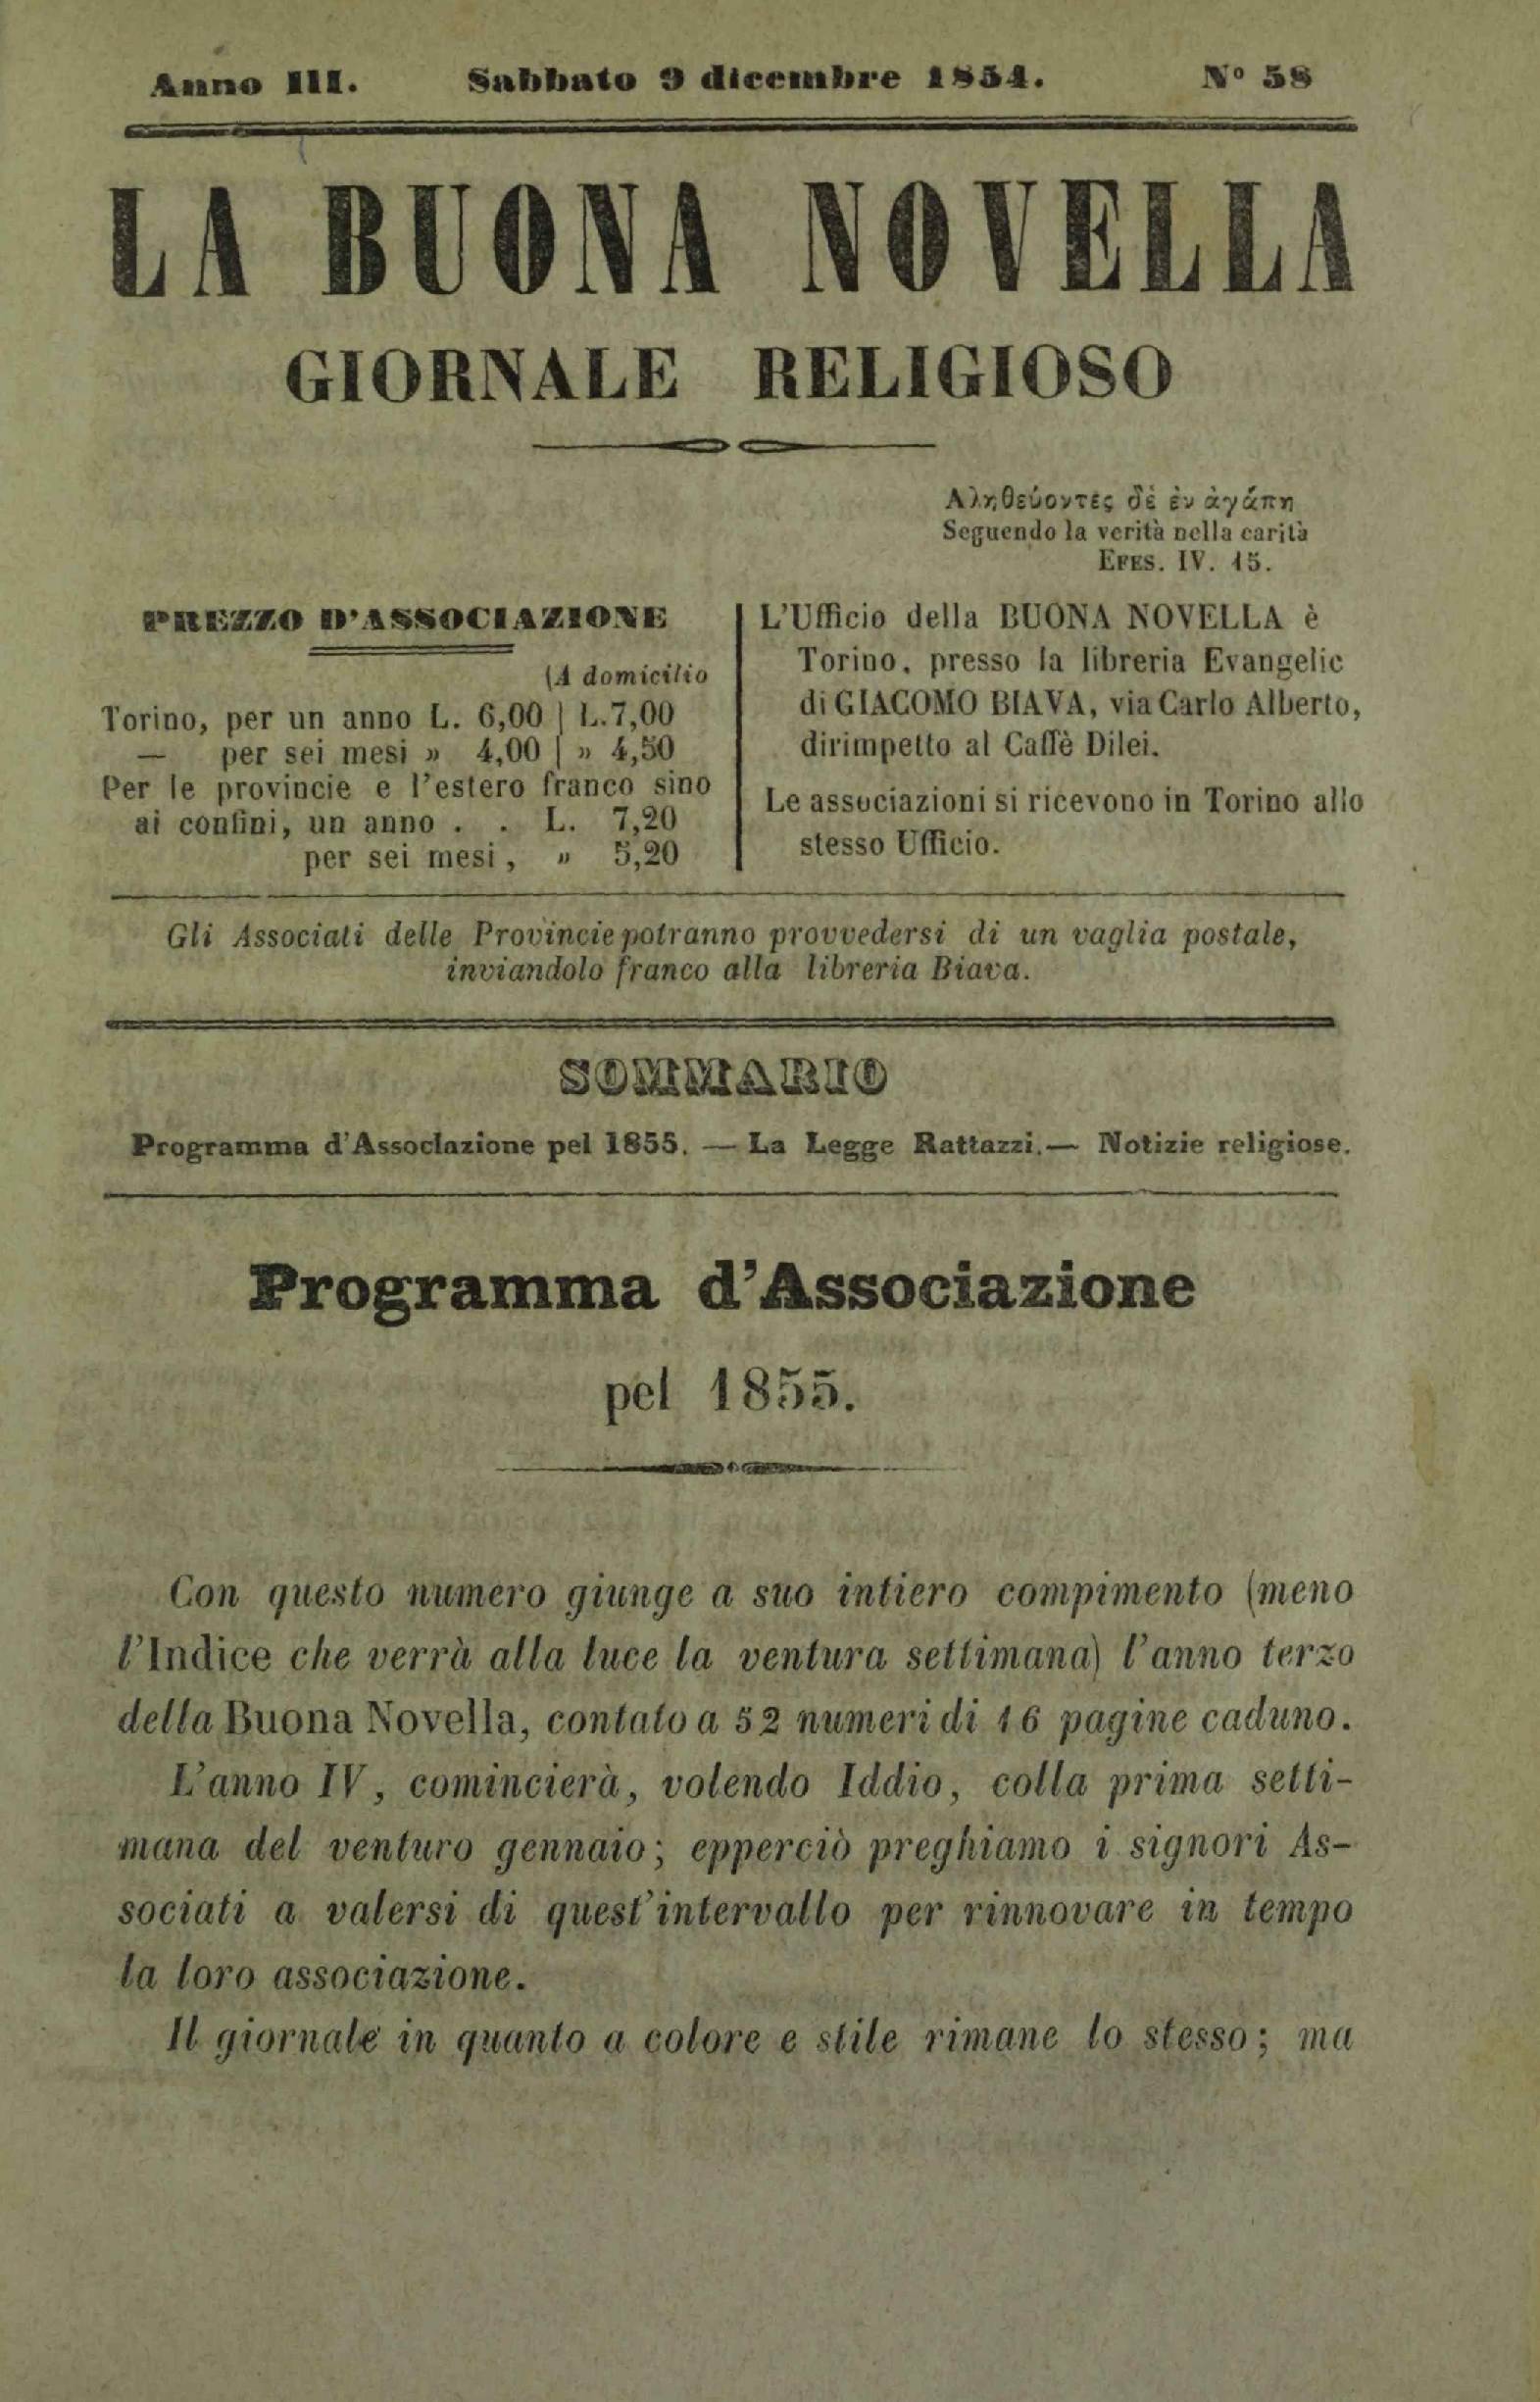 Anno III. Sabbato 9 dicembre 1854. N° 58
LA BUONA NOVELLA
GIORNALE RELIGIOSO
Αληθεύοντες δὲ ἐν ἀγάπη
Seguendo la verità nella carità
EFES. IV. 15.
PREZZO D'ASSOCIAZIONE
(A domicilio
Torino, per un anno L. 6,00 | L.7,00
— per sei mesi » 4,00 | » 4,50
Per le provincie e l'estero franco sino
ai confini, un anno . . L. 7,20
per sei mesi, » 5,20
L'Ufficio della BUONA NOVELLA è
Torino, presso la libreria Evangelic
di GIACOMO BIAVA, via Carlo Alberto,
dirimpetto al Caffè Dilei.
Le associazioni si ricevono in Torino allo
stesso Ufficio.
Gli Associati delle Provincie potranno provvedersi di un vaglia postale,
inviandolo franco alla libreria Biava.
SOMMARIO
Programma d'Associazione pel 1855. — La Legge Rattazzi. — Notizie religiose.
Programma d'Associazione
pel 1855.
Con questo numero giunge a suo intiero compimento (meno
l'Indice che verrà alla luce la ventura settimana) l'anno terzo
della Buona Novella, contato a 52 numeri di 16 pagine caduno.
L'anno IV, comincierà, volendo Iddio, colla prima setti-
mana del venturo gennaio; epperciò preghiamo i signori As-
sociati a valersi di quest'intervallo per rinnovare in tempo
la loro associazione.
Il giornale in quanto a colore e stile rimane lo stesso; ma